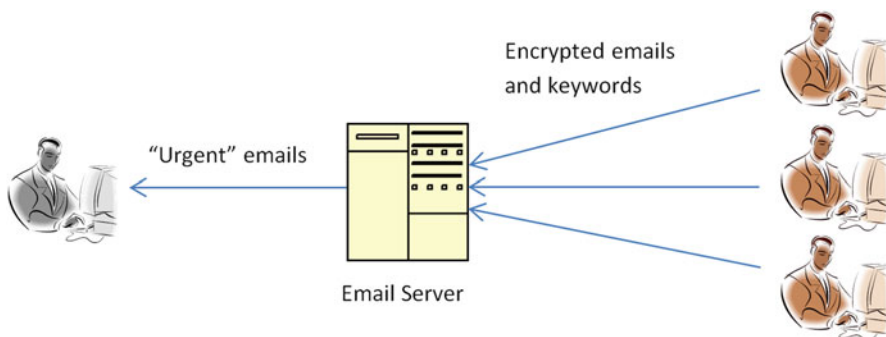 Encrypted emails
and keywords
“Urgent” emails
Email Server